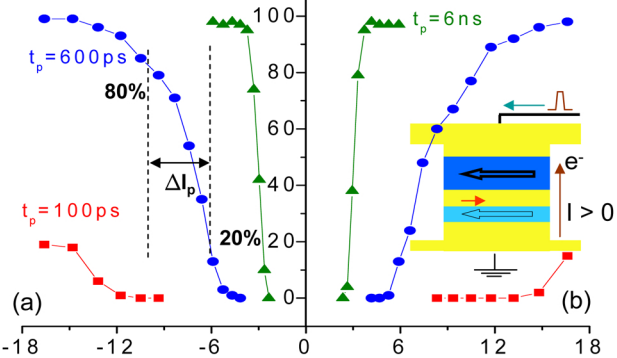 100
t_p=600ps
t_p=6ns
80%
80
60
e-
ΔI_p
40
I > 0
20%
t_p=100ps
20
(a)
0
(b)
-18 -12 -6 0 6 12 18